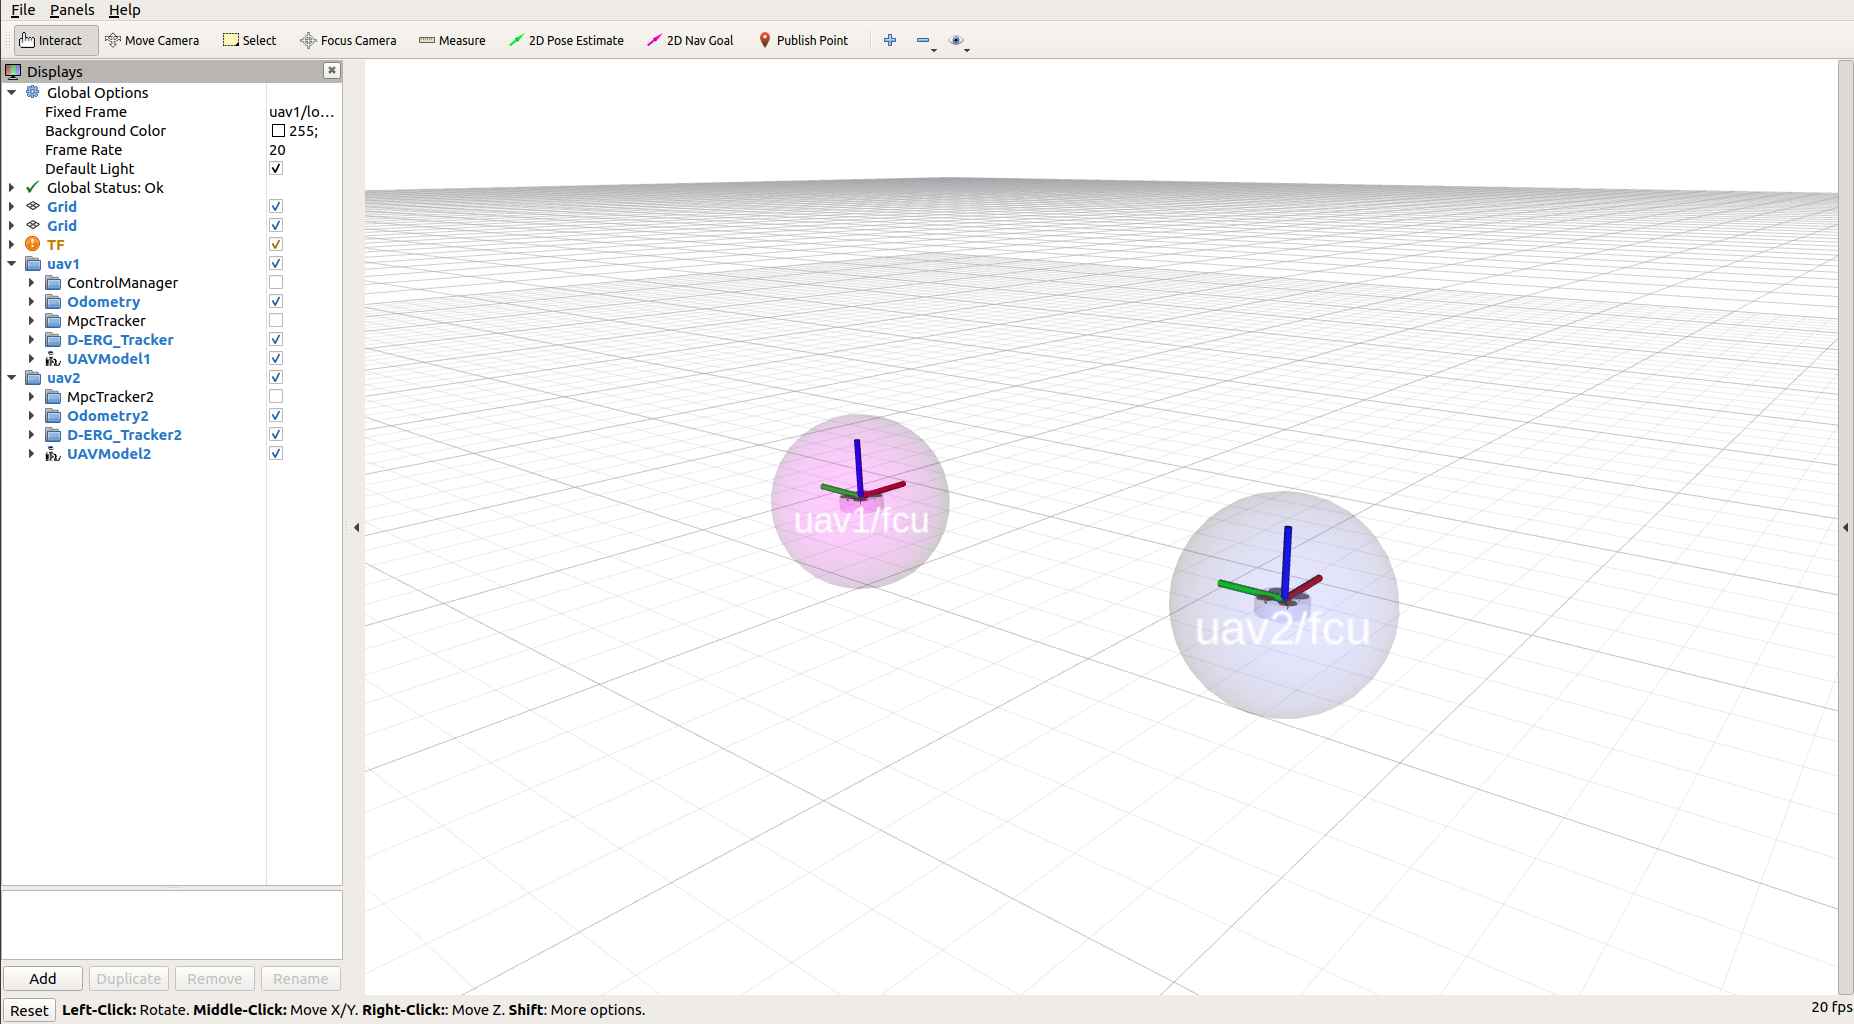 File Panels Help
Interact Move Camera Select Focus Camera Measure 2D Pose Estimate 2D Nav Goal Publish Point
Displays
Global Options
Fixed Frame uav1/lo...
Background Color 255;
Frame Rate 20
Default Light
Global Status: Ok
Grid
Grid
TF
uav1
ControlManager
Odometry
MpcTracker
D-ERG_Tracker
UAVModel1
uav2
MpcTracker2
Odometry2
D-ERG_Tracker2
UAVModel2
uav1/fcu
uav2/fcu
Add Duplicate Remove Rename
Reset Left-Click: Rotate. Middle-Click: Move X/Y. Right-Click:: Move Z. Shift: More options. 20 fps